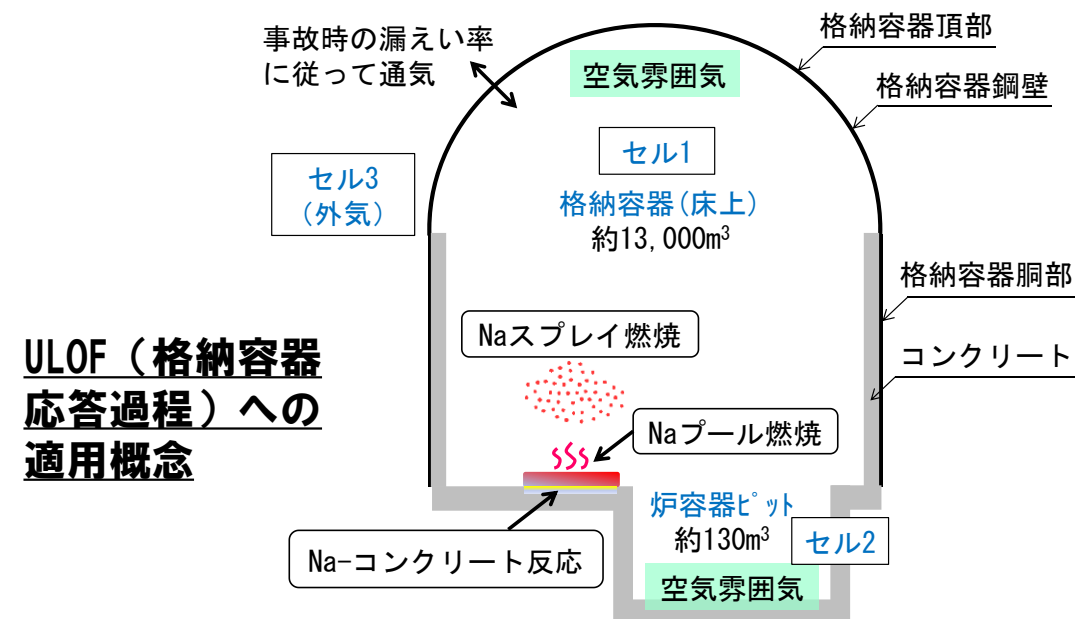 事故時の漏えい率
に従って通気
空気雰囲気
格納容器頂部
格納容器鋼壁
セル1
セル3
(外気)
格納容器(床上)
約13,000m³
格納容器胴部
Naスプレイ燃焼
コンクリート
ULOF(格納容器
応答過程)への
適用概念
Naプール燃焼
炉容器ピット
約130m³
セル2
Na-コンクリート反応
空気雰囲気